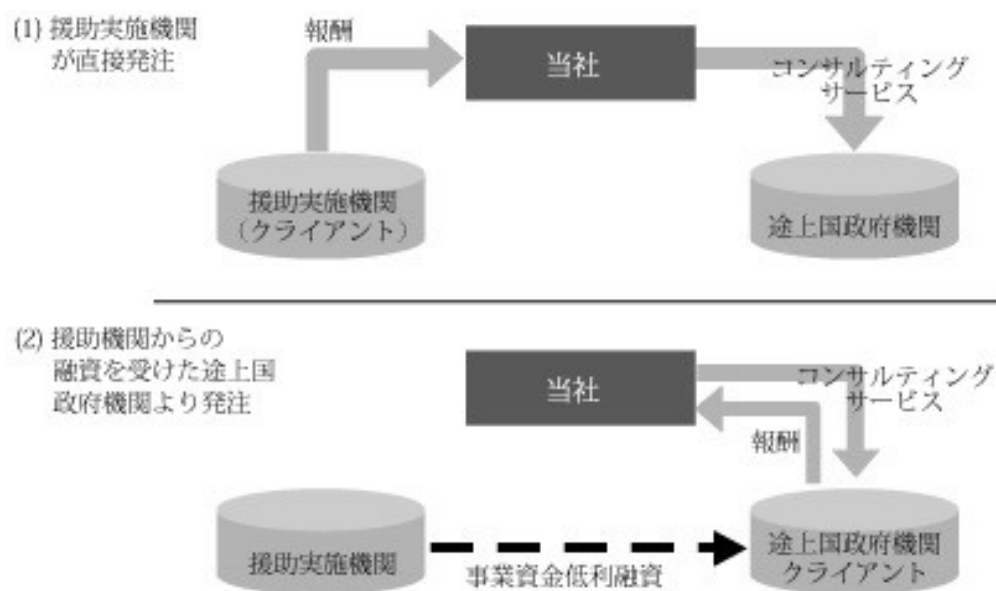 (1) 援助実施機関
が直接発注
報酬
当社
コンサルティング
サービス
援助実施機関
（クライアント）
途上国政府機関
(2) 援助機関からの
融資を受けた途上国
政府機関より発注
当社
コンサルティング
サービス
報酬
援助実施機関
事業資金低利融資
途上国政府機関
クライアント